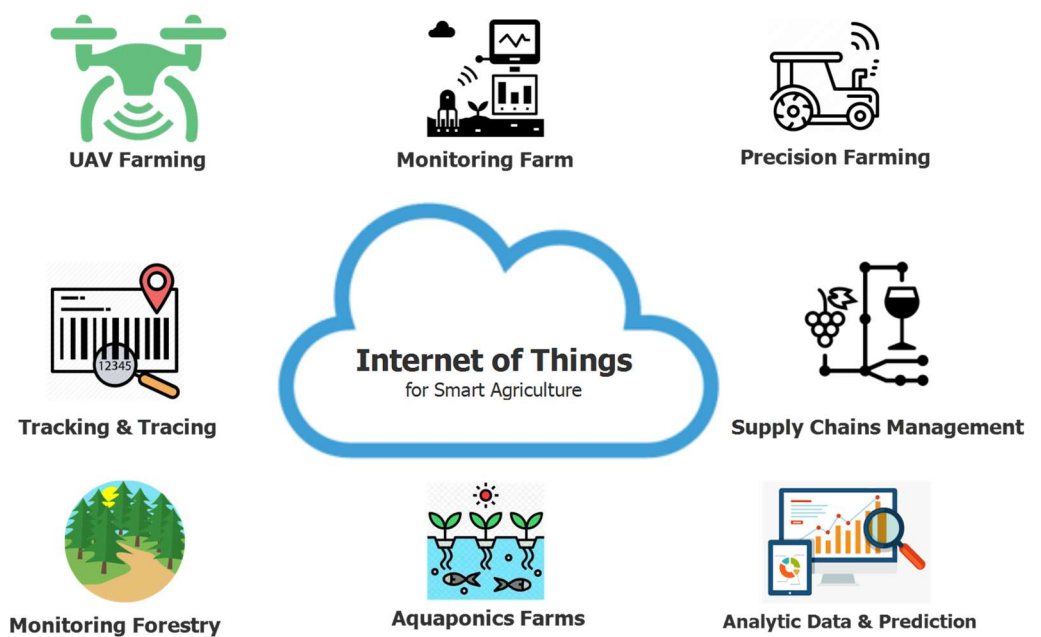 UAV Farming
Monitoring Farm
Precision Farming
Internet of Things
for Smart Agriculture
12345
Tracking & Tracing
Supply Chains Management
Monitoring Forestry
Aquaponics Farms
Analytic Data & Prediction